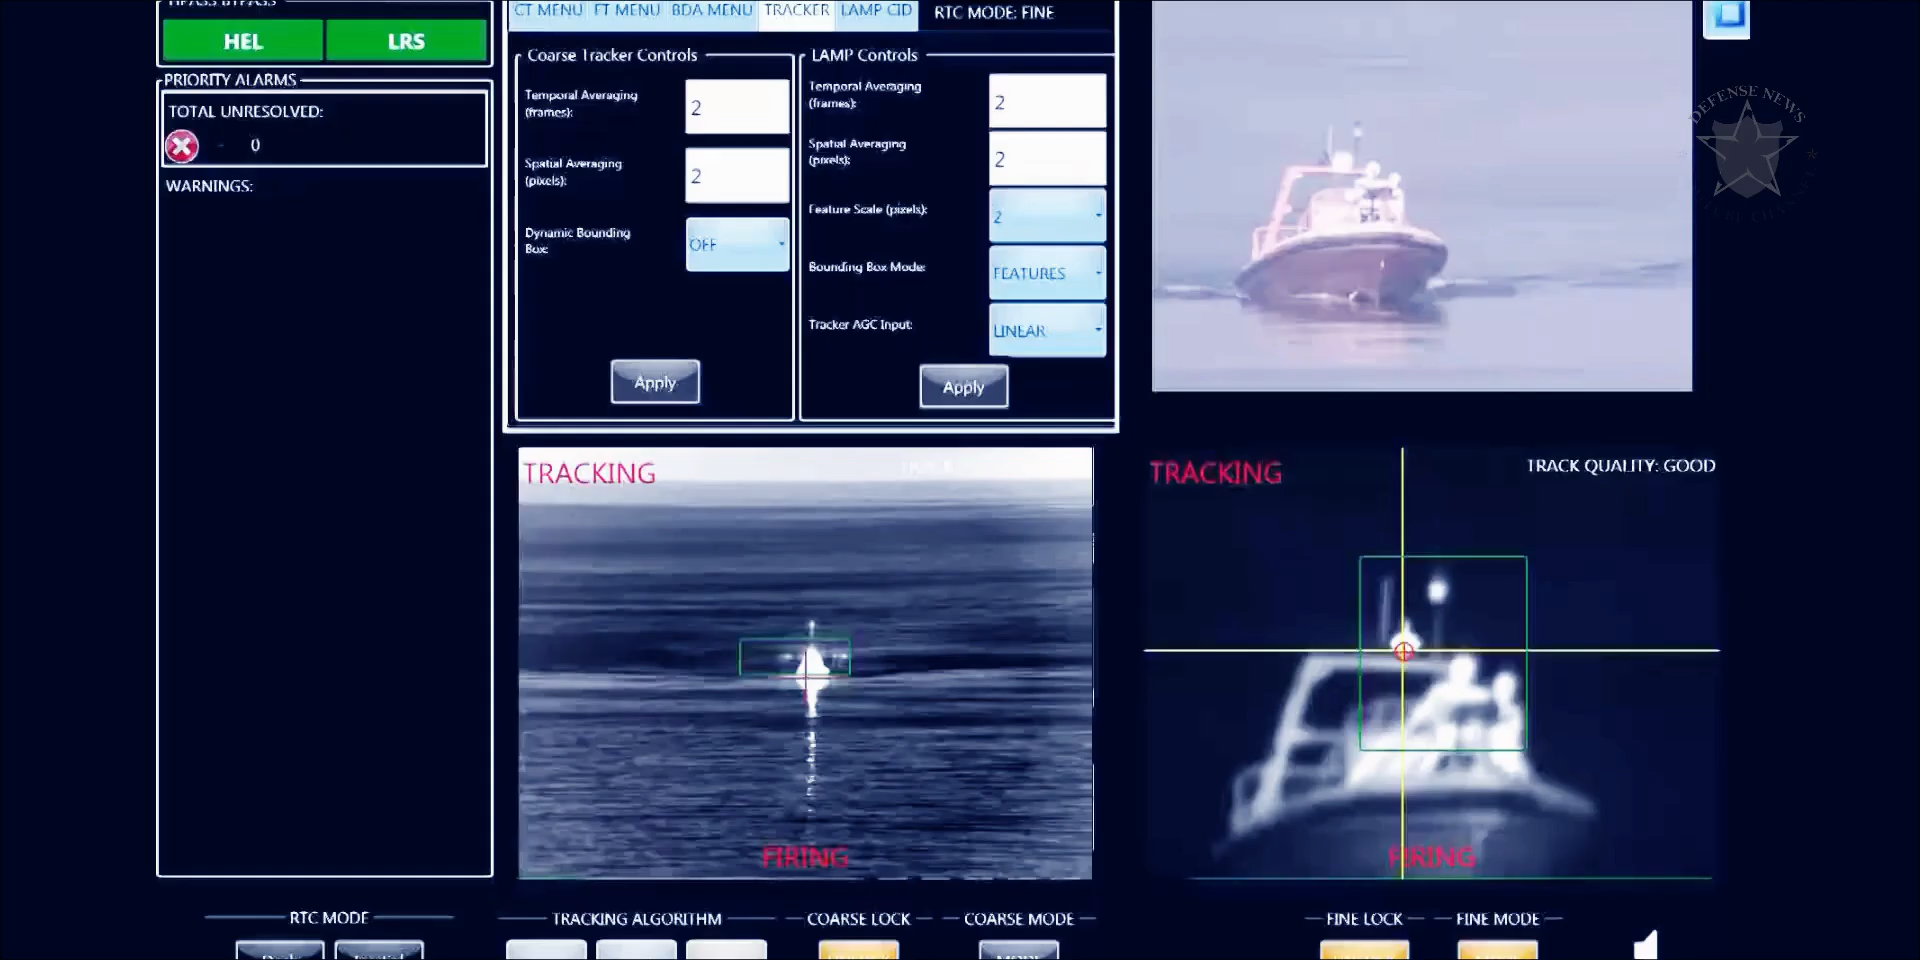 HEL
LRS
PRIORITY ALARMS
TOTAL UNRESOLVED:
- 0
WARNINGS:
CT MENU
FT MENU
BDA MENU
TRACKER
LAMP CID
RTC MODE: FINE
Coarse Tracker Controls
Temporal Averaging
(frames):
2
Spatial Averaging
(pixels):
2
Dynamic Bounding
Box:
OFF
Apply
LAMP Controls
Temporal Averaging
(frames):
2
Spatial Averaging
(pixels):
2
Feature Scale (pixels):
2
Bounding Box Mode:
FEATURES
Tracker AGC Input:
LINEAR
Apply
DEFENSE NEWS
TRACKING
FIRING
TRACKING
TRACK QUALITY: GOOD
FIRING
RTC MODE
TRACKING ALGORITHM
COARSE LOCK
COARSE MODE
FINE LOCK
FINE MODE